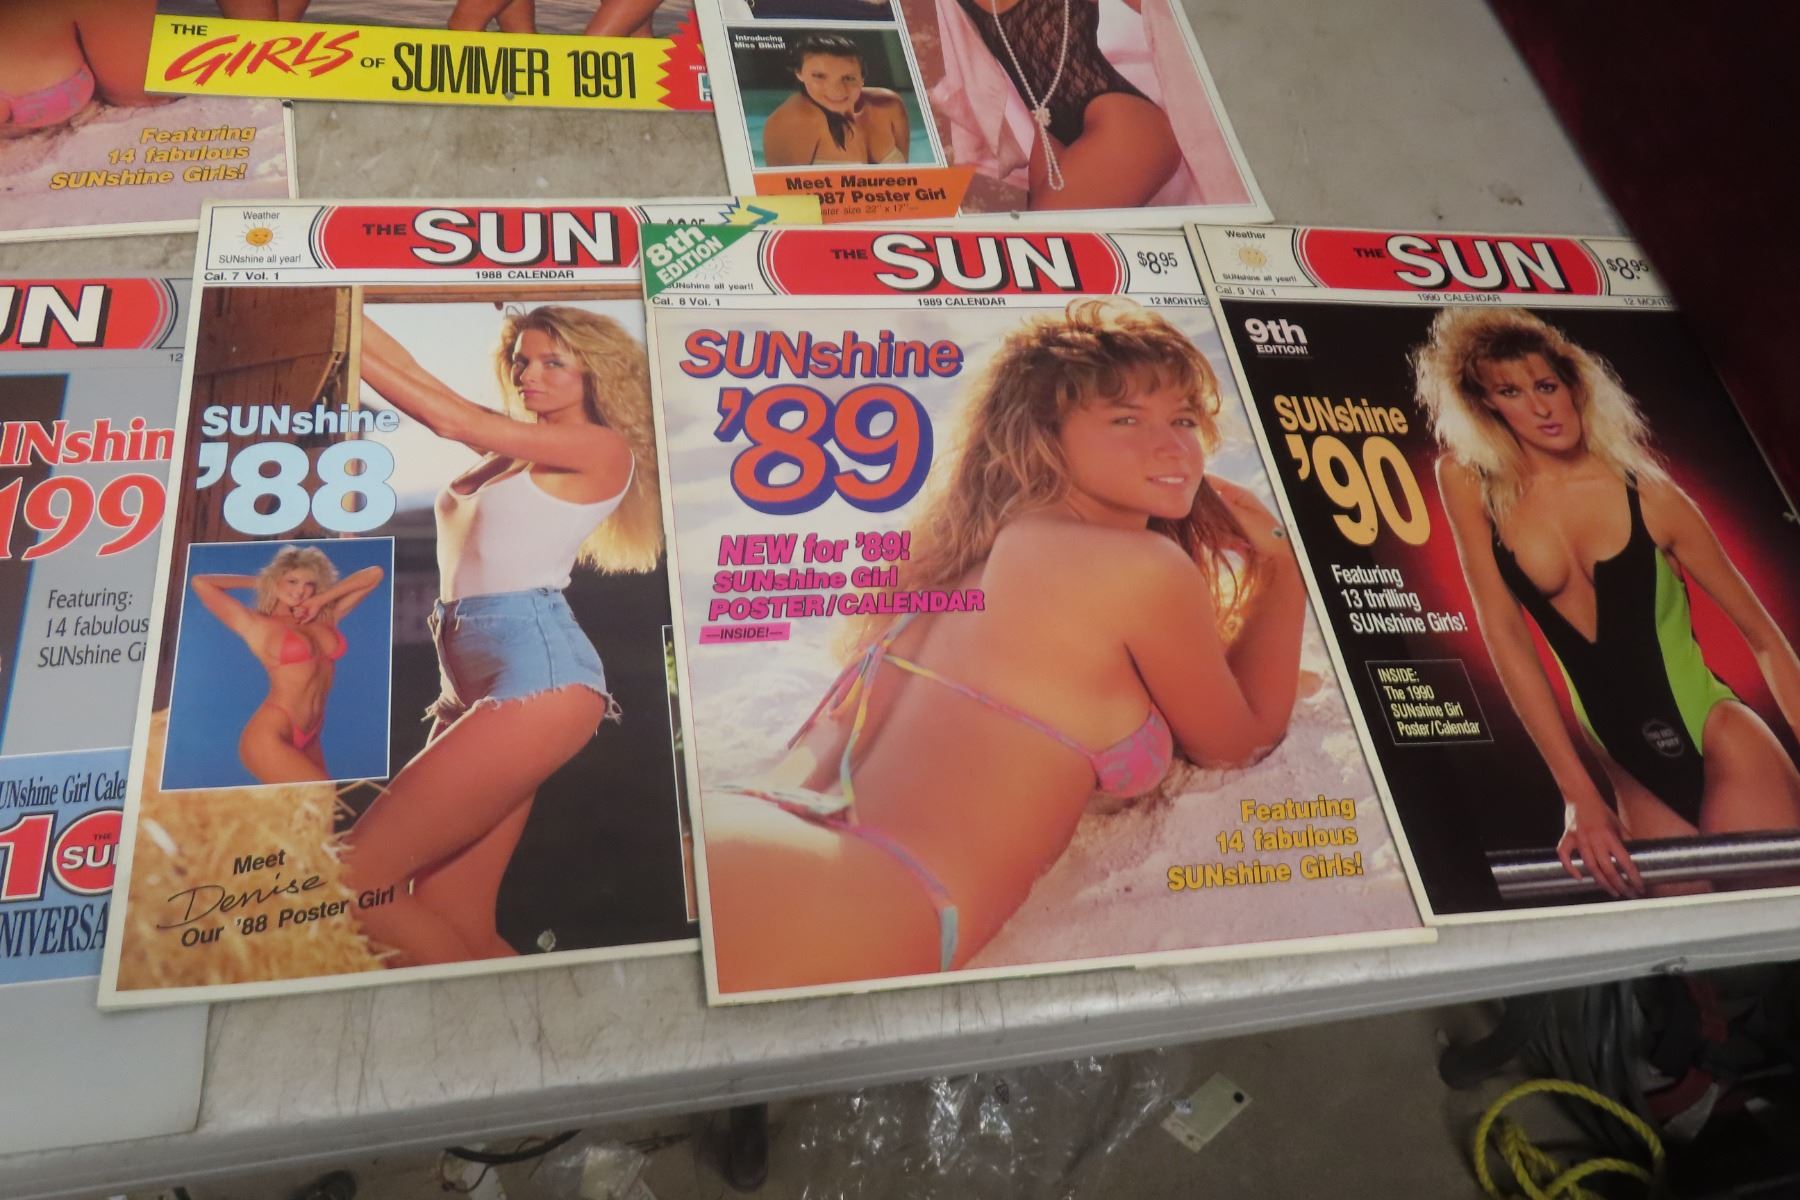 THE
GIRLS OF SUMMER 1991
Featuring
14 fabulous
SUNshine Girls!
Introducing
Miss Bikini!
Meet Maureen
87 Poster Girl
size 22" x 17"
UN
12
199
Featuring:
14 fabulous
SUNshine Gi
shine Girl Cale
10
THE
SU
NIVERSA
Weather
SUNshine all year!
THE SUN
Cal. 7 Vol. 1
1988 CALENDAR
SUNshine
'88
Meet
Denise
Our '88 Poster Girl
8th
EDITION
SUNshine all year!!
THE SUN
$8.95
Cal. 8 Vol. 1
1989 CALENDAR
12 MONTHS
SUNshine
'89
NEW for '89!
SUNshine Girl
POSTER/CALENDAR
—INSIDE!—
Featuring
14 fabulous
SUNshine Girls!
Weather
SUNshine all year!!
THE SUN
$8.95
Cal. 9 Vol. 1
1990 CALENDAR
12 MONTH
9th
EDITION!
SUNshine
'90
Featuring
13 thrilling
SUNshine Girls!
INSIDE:
The 1990
SUNshine Girl
Poster/Calendar